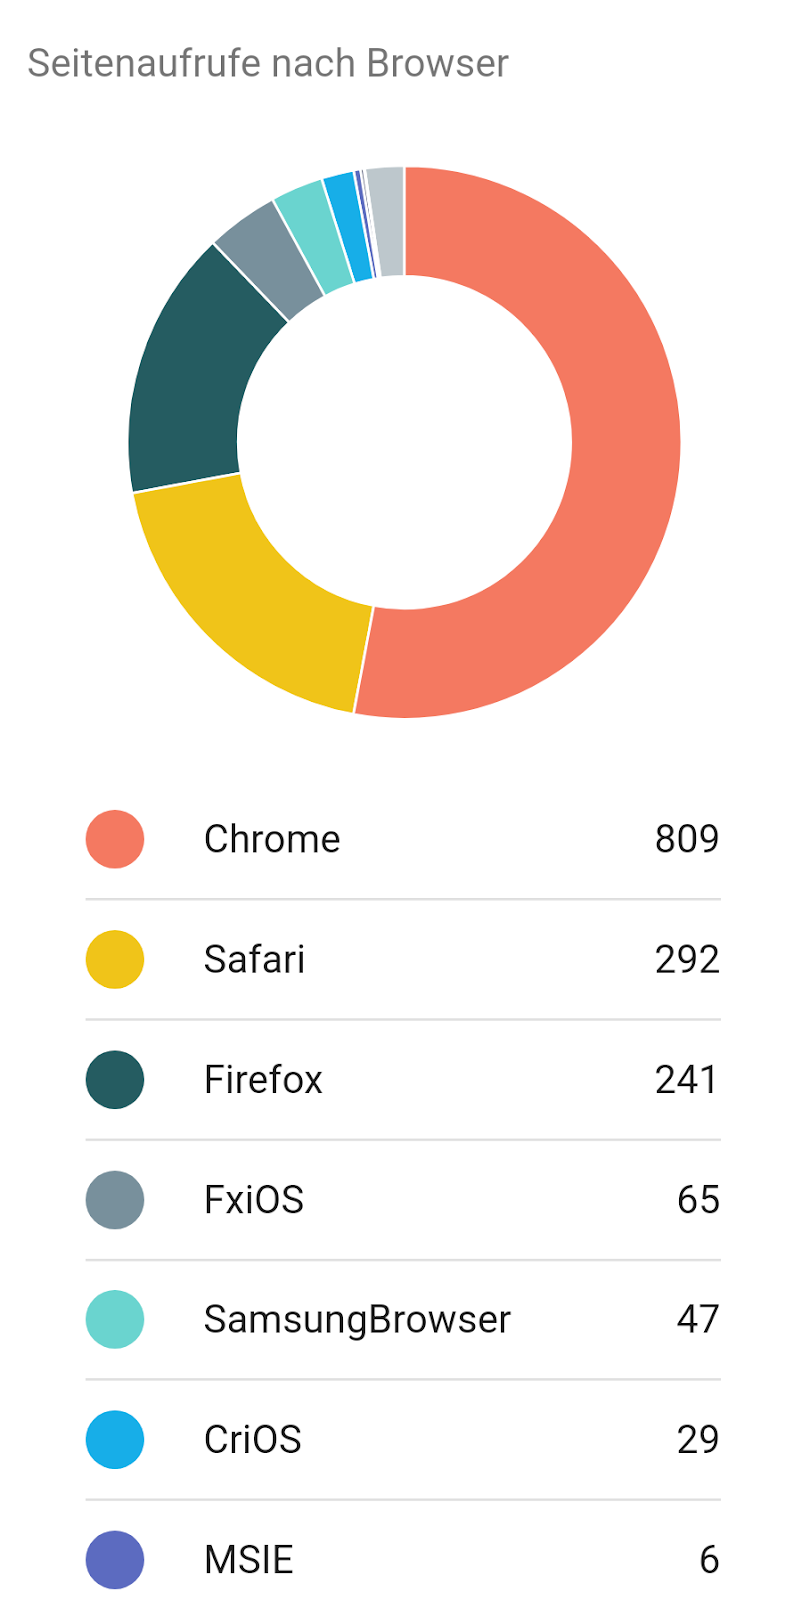 Seitenaufrufe nach Browser
Chrome 809
Safari 292
Firefox 241
FxiOS 65
SamsungBrowser 47
CriOS 29
MSIE 6